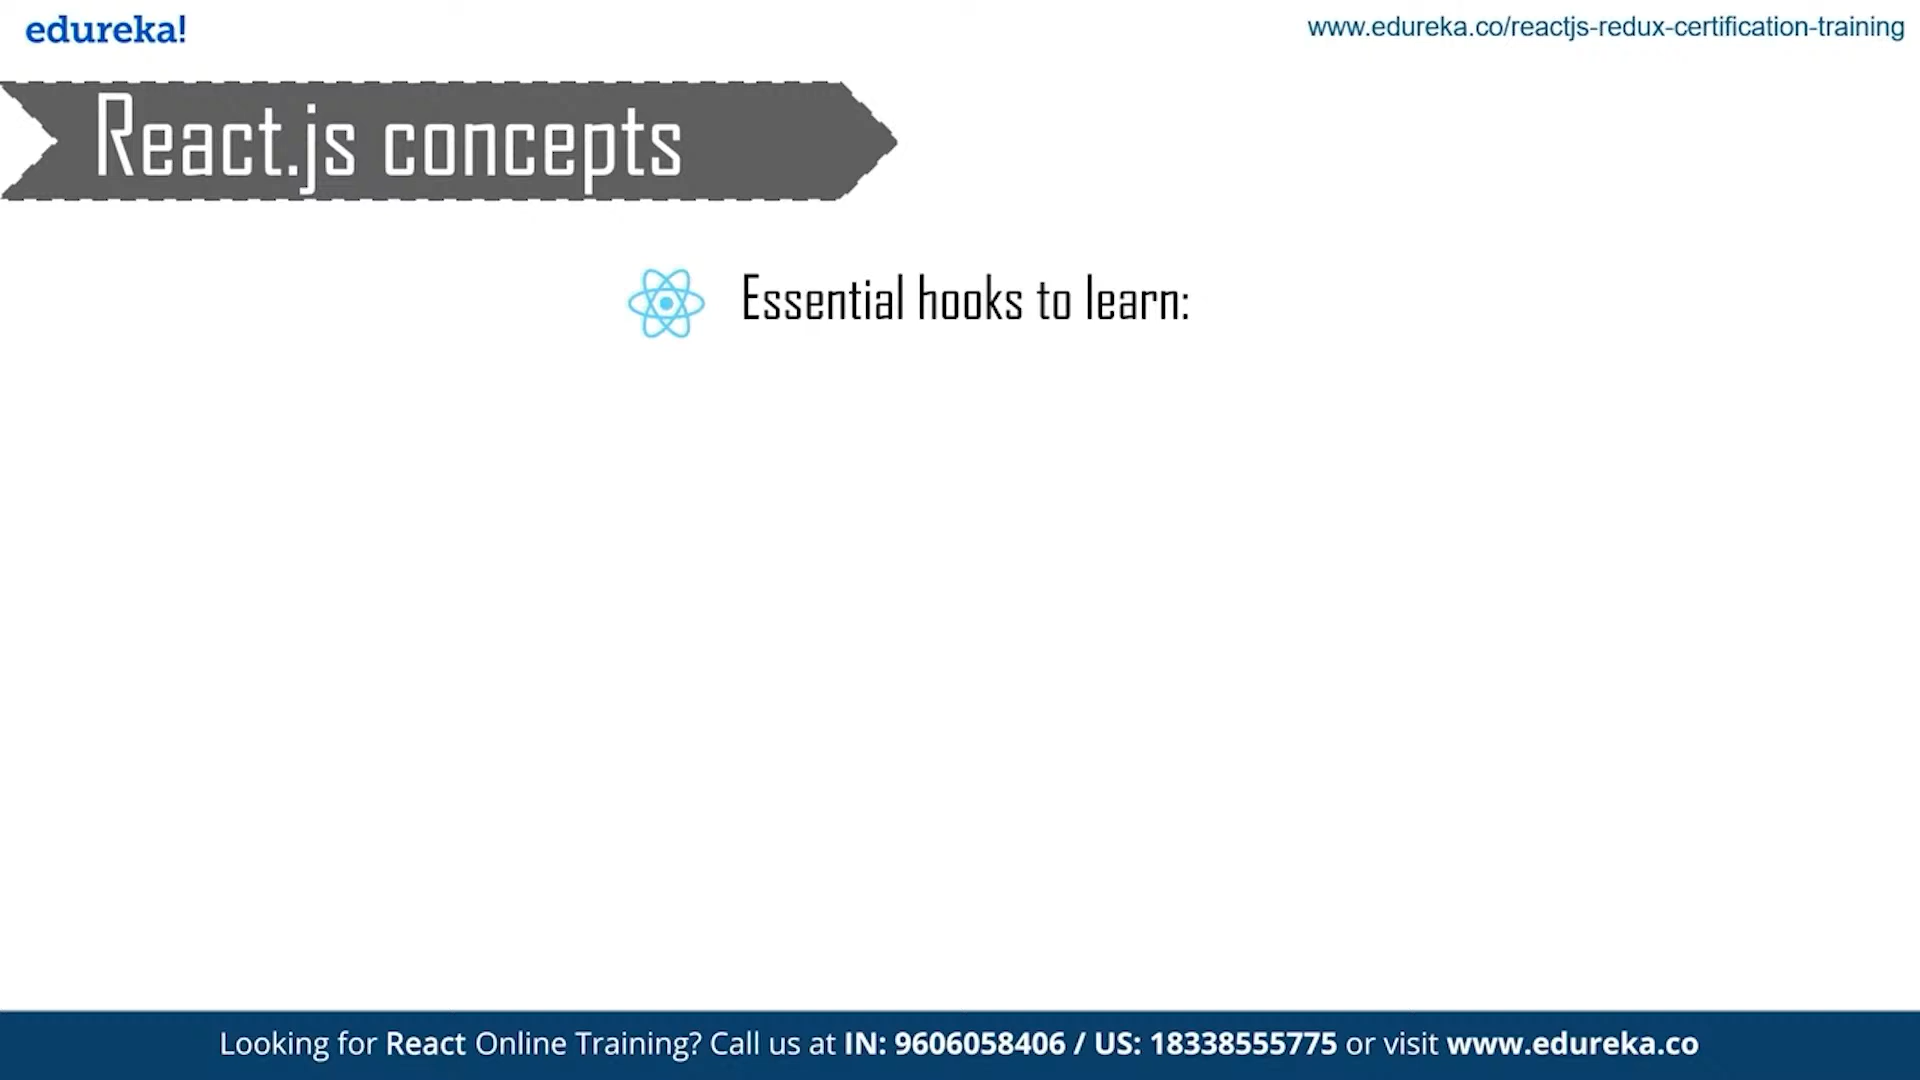 edureka!
www.edureka.co/reactjs-redux-certification-training
React.js concepts
Essential hooks to learn:
Looking for React Online Training? Call us at IN: 9606058406 / US: 18338555775 or visit www.edureka.co